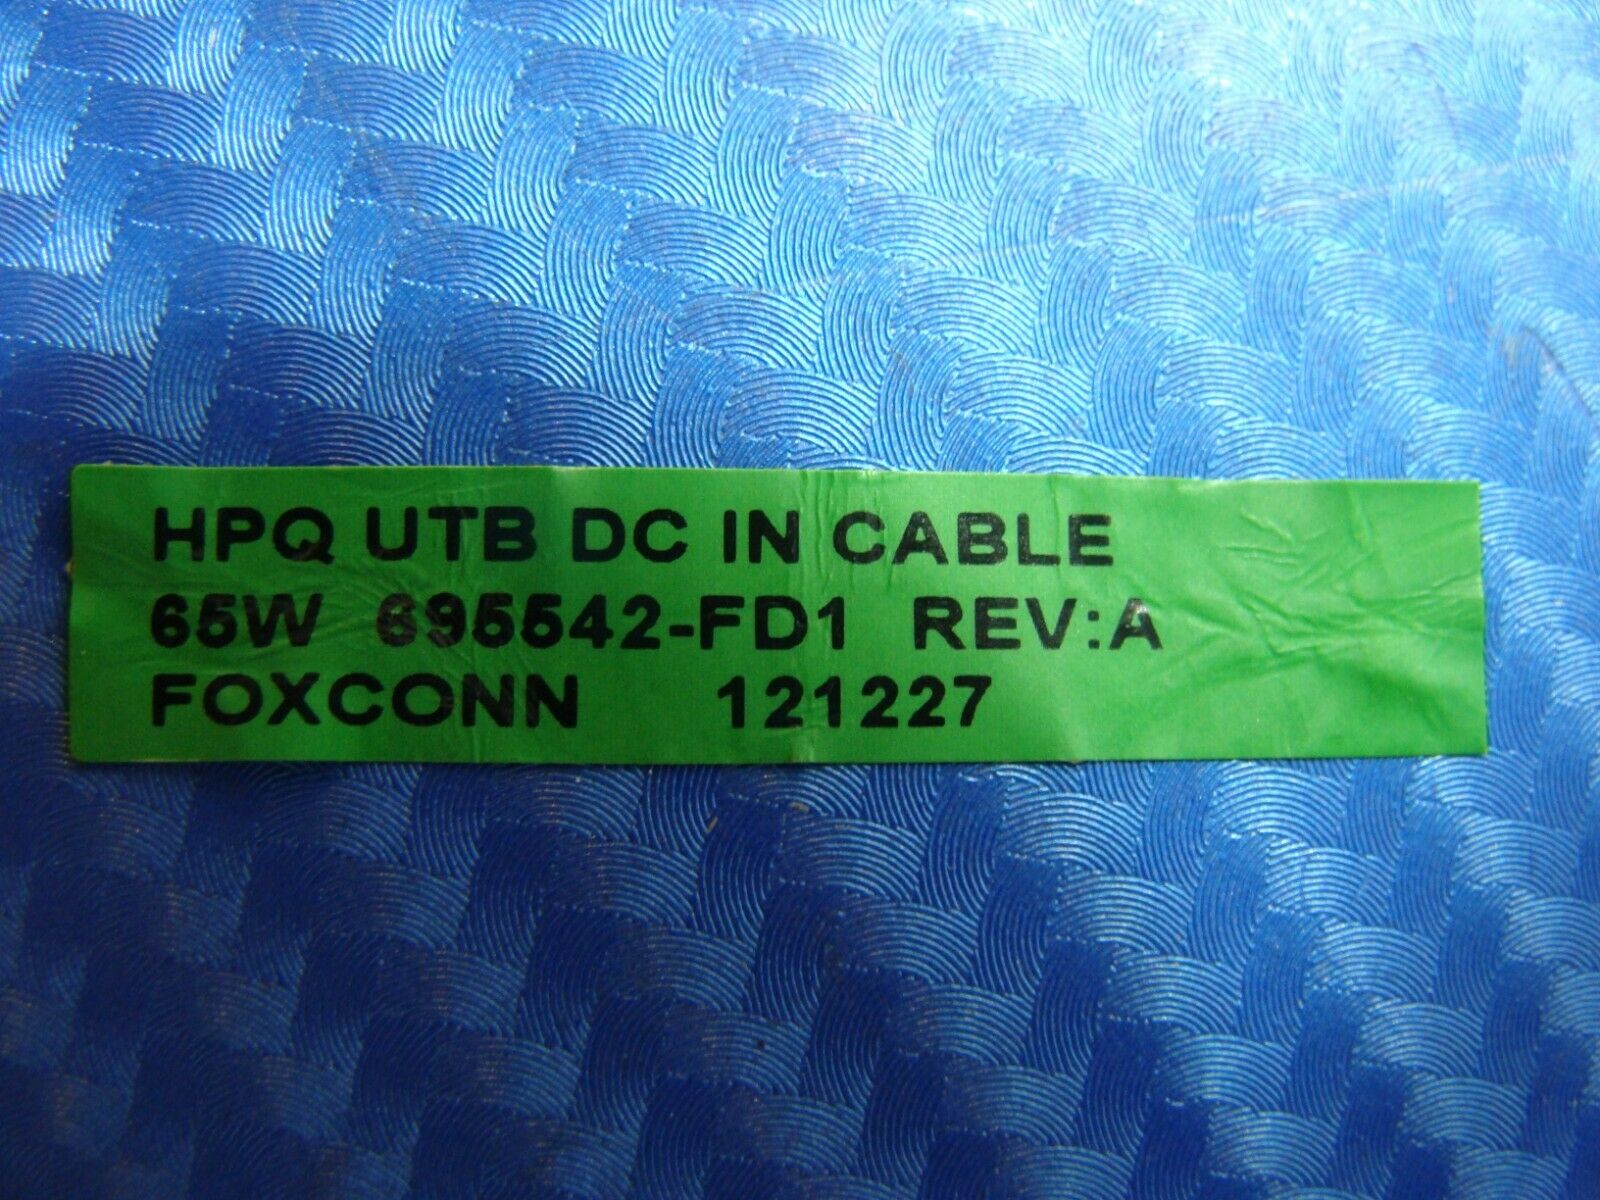 HPQ UTB DC IN CABLE
65W 695542-FD1 REV:A
FOXCONN 121227